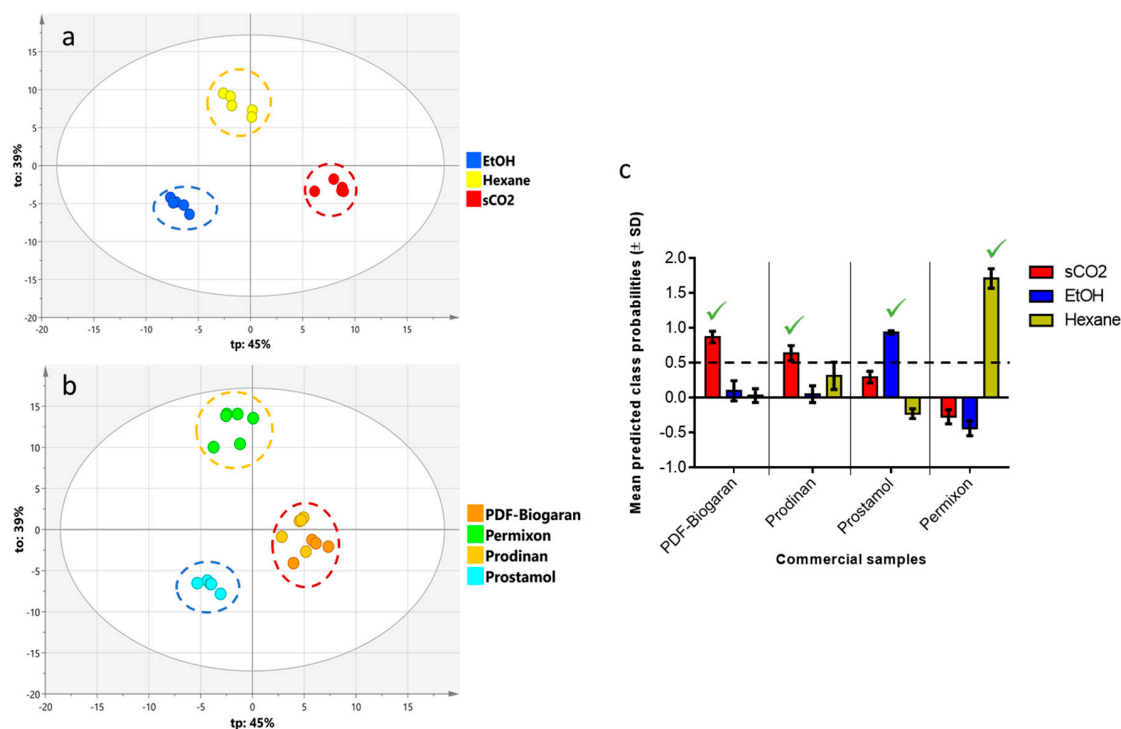 a
15
10
5
0
-5
-10
-15
-20
-20
-15
-10
-5
0
5
10
15
to: 39%
tp: 45%
EtOH
Hexane
sCO2
b
15
10
5
0
-5
-10
-15
-20
-20
-15
-10
-5
0
5
10
15
to: 39%
tp: 45%
PDF-Biogaran
Permixon
Prodinan
Prostamol
c
Mean predicted class probabilities (± SD)
2.0
1.5
1.0
0.5
0.0
-0.5
-1.0
PDF-Biogaran
Prodinan
Prostamol
Permixon
Commercial samples
sCO2
EtOH
Hexane